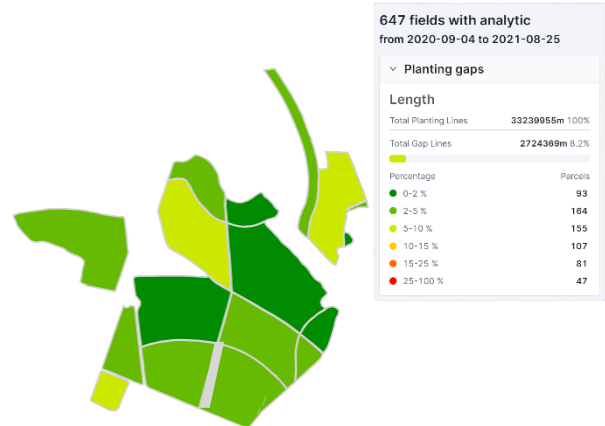 647 fields with analytic
from 2020-09-04 to 2021-08-25
Planting gaps
Length
Total Planting Lines 33239955m 100%
Total Gap Lines 2724369m 8.2%
Percentage Parcels
0-2 % 93
2-5 % 164
5-10 % 155
10-15 % 107
15-25 % 81
25-100 % 47